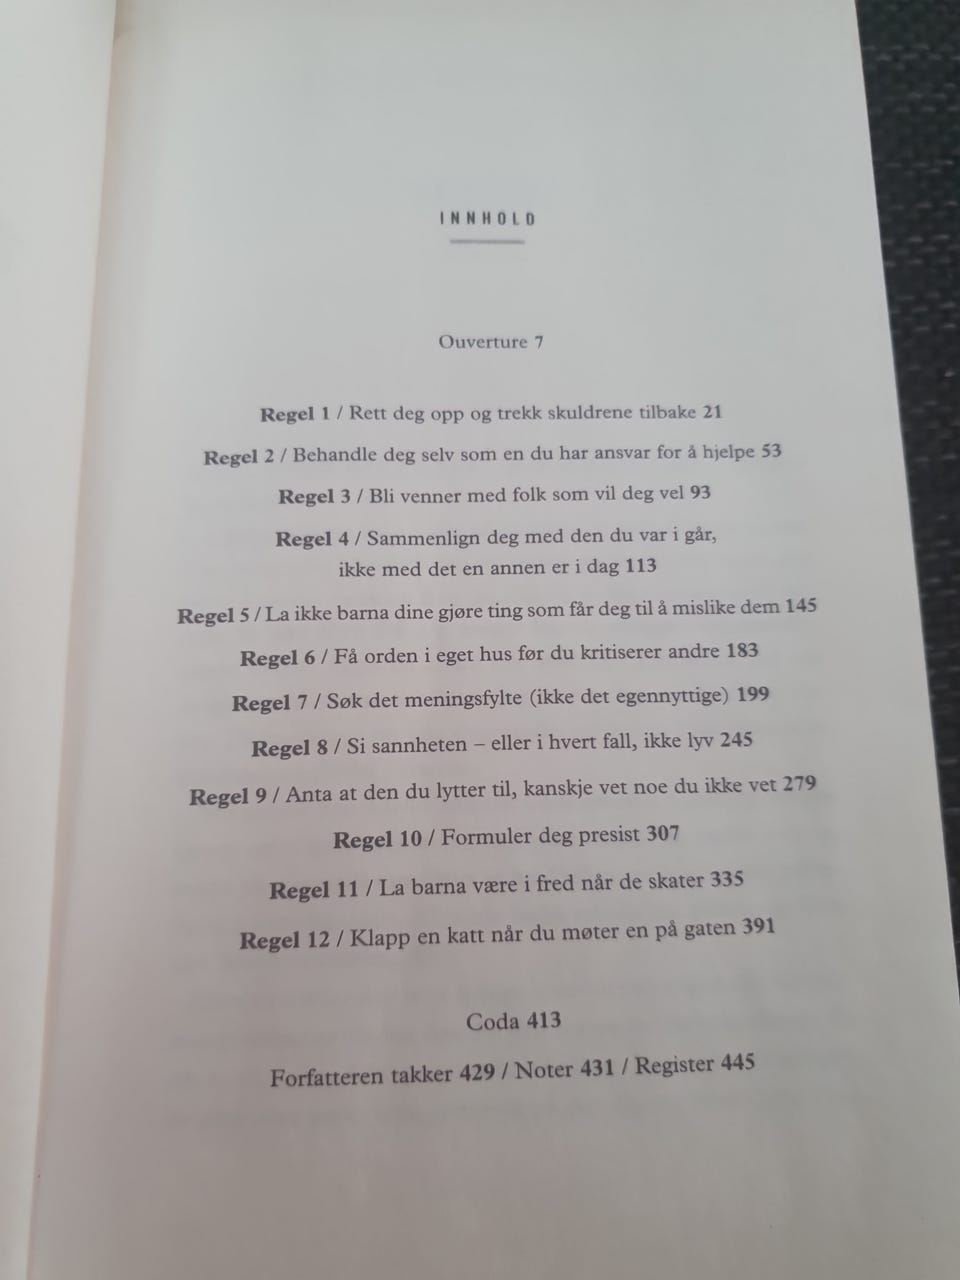 INNHOLD
Ouverture 7
Regel 1 / Rett deg opp og trekk skuldrene tilbake 21
Regel 2 / Behandle deg selv som en du har ansvar for å hjelpe 53
Regel 3 / Bli venner med folk som vil deg vel 93
Regel 4 / Sammenlign deg med den du var i går,
ikke med det en annen er i dag 113
Regel 5 / La ikke barna dine gjøre ting som får deg til å mislike dem 145
Regel 6 / Få orden i eget hus før du kritiserer andre 183
Regel 7 / Søk det meningsfylte (ikke det egennyttige) 199
Regel 8 / Si sannheten – eller i hvert fall, ikke lyv 245
Regel 9 / Anta at den du lytter til, kanskje vet noe du ikke vet 279
Regel 10 / Formuler deg presist 307
Regel 11 / La barna være i fred når de skater 335
Regel 12 / Klapp en katt når du møter en på gaten 391
Coda 413
Forfatteren takker 429 / Noter 431 / Register 445